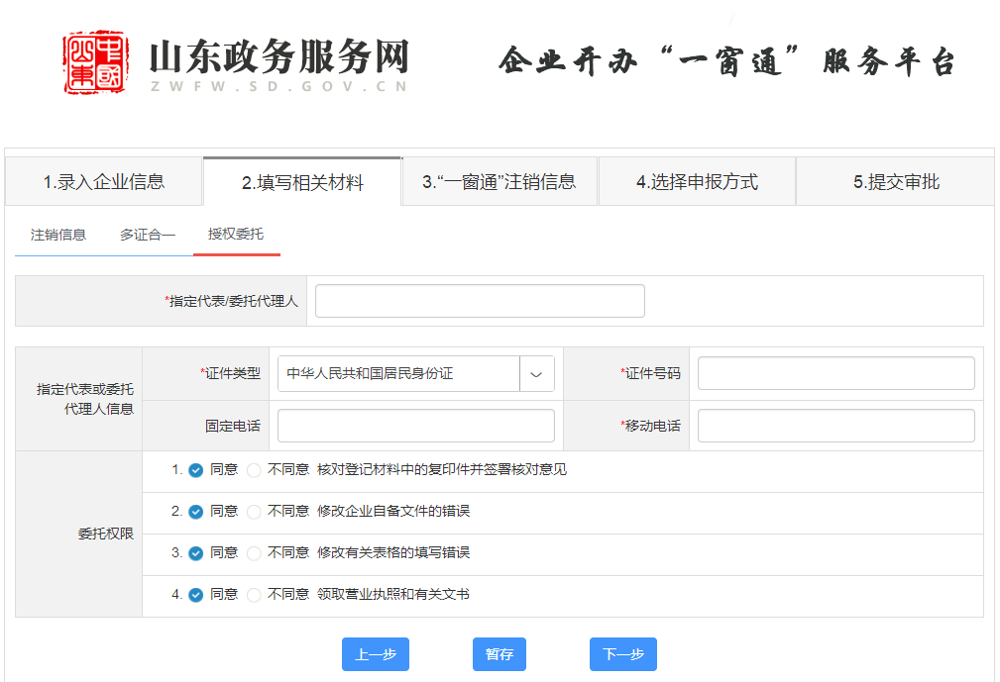 山东政务服务网
ZWFW.SD.GOV.CN
企业开办“一窗通”服务平台
1.录入企业信息 2.填写相关材料 3.“一窗通”注销信息 4.选择申报方式 5.提交审批
注销信息 多证合一 授权委托
*指定代表/委托代理人
指定代表或委托
代理人信息
*证件类型 中华人民共和国居民身份证 *证件号码
固定电话 *移动电话
委托权限
1. 同意 不同意 核对登记材料中的复印件并签署核对意见
2. 同意 不同意 修改企业自备文件的错误
3. 同意 不同意 修改有关表格的填写错误
4. 同意 不同意 领取营业执照和有关文书
上一步 暂存 下一步